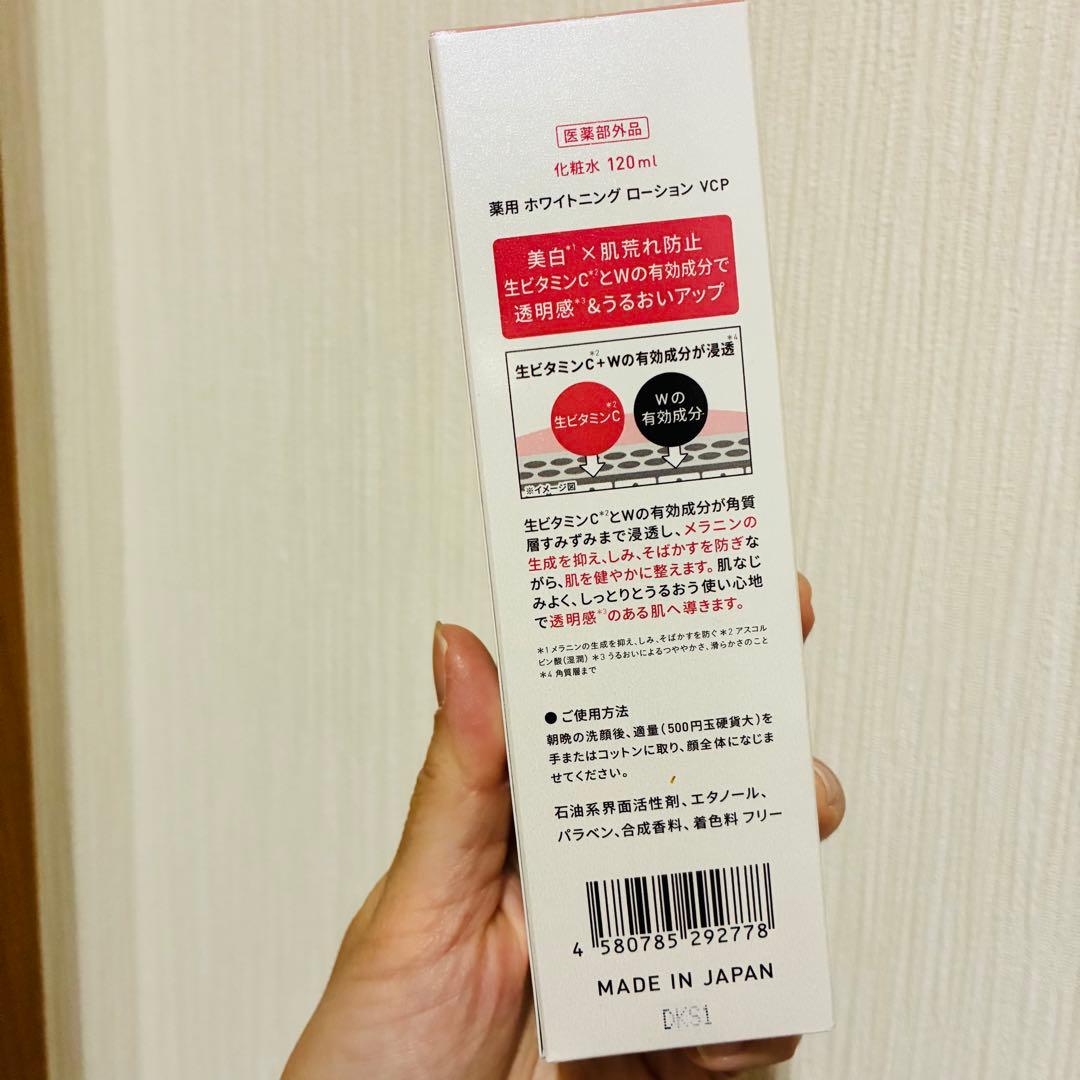 医薬部外品
化粧水 120ml
薬用 ホワイトニング ローション VCP
美白*1×肌荒れ防止
生ビタミンC*2とWの有効成分で
透明感*3&うるおいアップ
生ビタミンC*2+Wの有効成分が浸透*4
生ビタミンC*2
Wの
有効成分
※イメージ図
生ビタミンC*2とWの有効成分が角質
層すみずみまで浸透し、メラニンの
生成を抑え、しみ、そばかすを防ぎな
がら、肌を健やかに整えます。肌なじ
みよく、しっとりとうるおう使い心地
で透明感*3のある肌へ導きます。
*1 メラニンの生成を抑え、しみ、そばかすを防ぐ *2 アスコル
ビン酸(湿潤) *3 うるおいによるつややかさ、滑らかさのこと
*4 角質層まで
● ご使用方法
朝晩の洗顔後、適量(500円玉硬貨大)を
手またはコットンに取り、顔全体になじま
せてください。
石油系界面活性剤、エタノール、
パラベン、合成香料、着色料 フリー
4 580785 292778
MADE IN JAPAN
DKS1